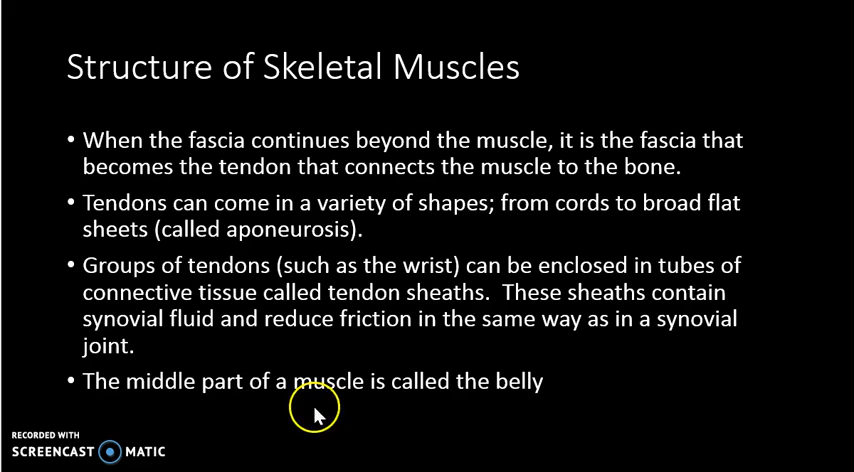 Structure of Skeletal Muscles
• When the fascia continues beyond the muscle, it is the fascia that
becomes the tendon that connects the muscle to the bone.
• Tendons can come in a variety of shapes; from cords to broad flat
sheets (called aponeurosis).
• Groups of tendons (such as the wrist) can be enclosed in tubes of
connective tissue called tendon sheaths.  These sheaths contain
synovial fluid and reduce friction in the same way as in a synovial
joint.
• The middle part of a muscle is called the belly
RECORDED WITH
SCREENCAST MATIC